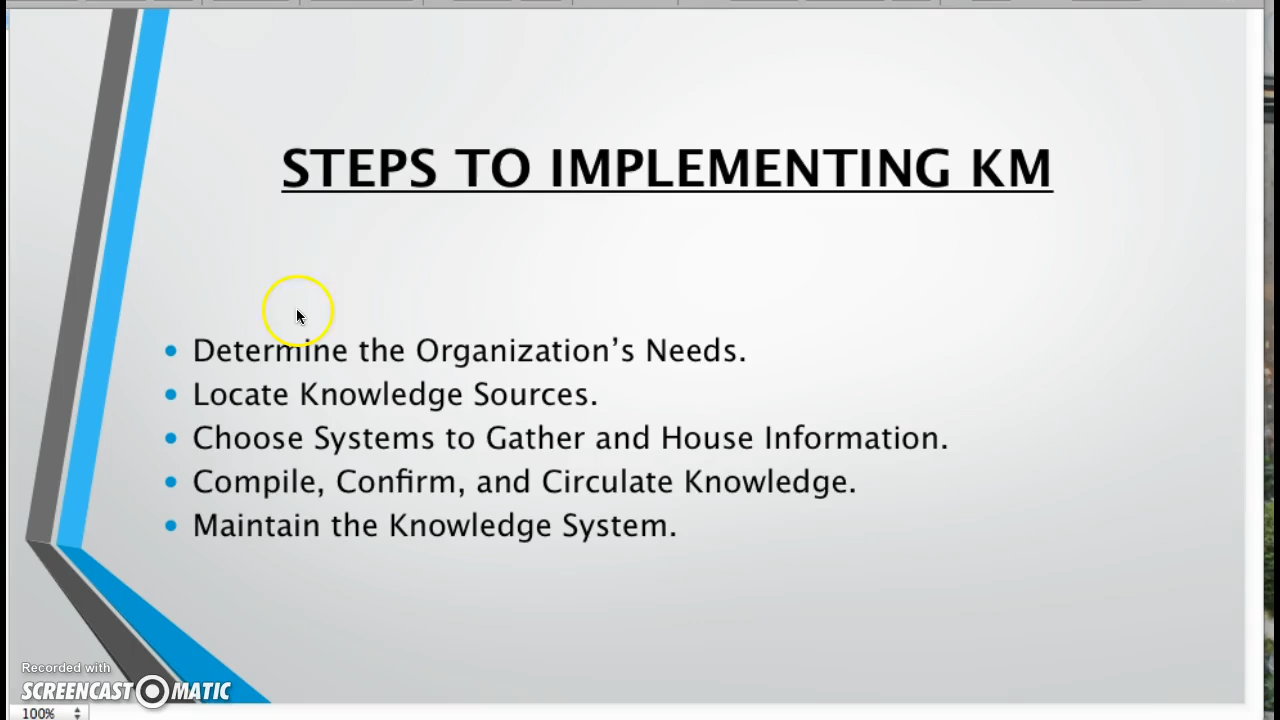 STEPS TO IMPLEMENTING KM
Determine the Organization’s Needs.
Locate Knowledge Sources.
Choose Systems to Gather and House Information.
Compile, Confirm, and Circulate Knowledge.
Maintain the Knowledge System.
Recorded with
SCREENCAST MATIC
100%